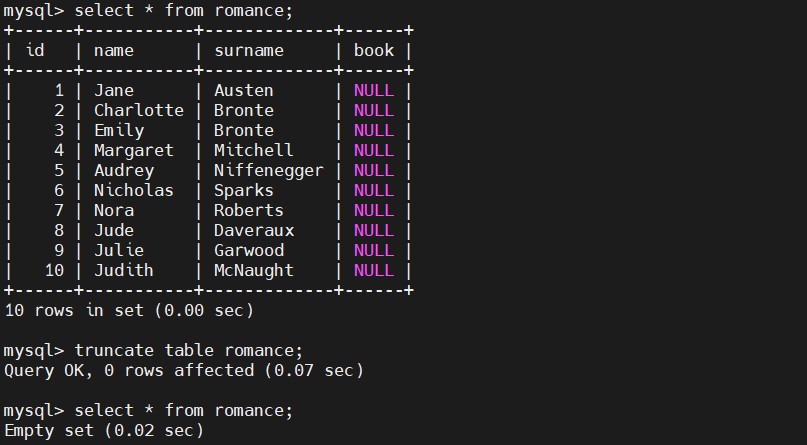 mysql> select * from romance;
+------+-----------+-------------+------+
| id   | name      | surname     | book |
+------+-----------+-------------+------+
|    1 | Jane      | Austen      | NULL |
|    2 | Charlotte | Bronte      | NULL |
|    3 | Emily     | Bronte      | NULL |
|    4 | Margaret  | Mitchell    | NULL |
|    5 | Audrey    | Niffenegger | NULL |
|    6 | Nicholas  | Sparks      | NULL |
|    7 | Nora      | Roberts     | NULL |
|    8 | Jude      | Daveraux    | NULL |
|    9 | Julie     | Garwood     | NULL |
|   10 | Judith    | McNaught    | NULL |
+------+-----------+-------------+------+
10 rows in set (0.00 sec)
mysql> truncate table romance;
Query OK, 0 rows affected (0.07 sec)
mysql> select * from romance;
Empty set (0.02 sec)